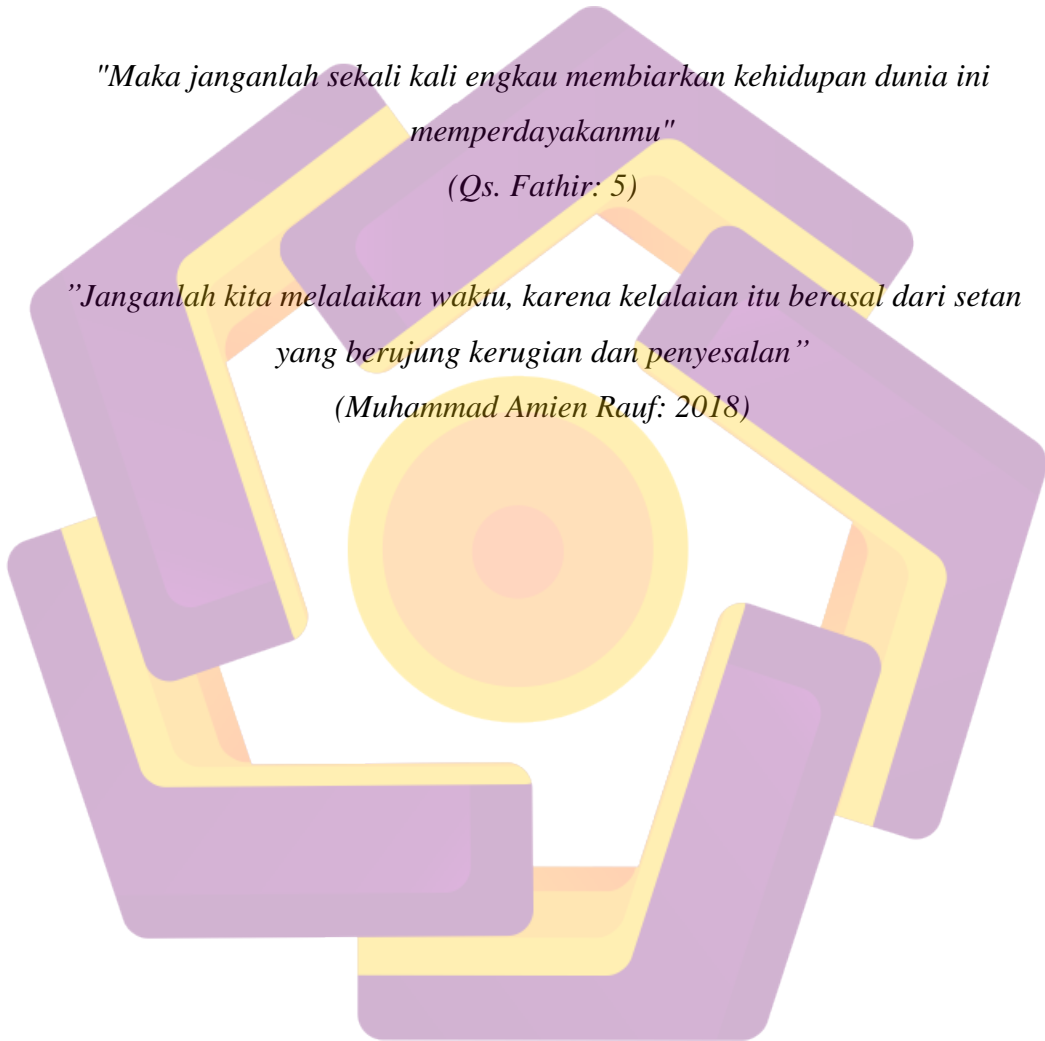 "Maka janganlah sekali kali engkau membiarkan kehidupan dunia ini
memperdayakanmu"
(Qs. Fathir: 5)
”Janganlah kita melalaikan waktu, karena kelalaian itu berasal dari setan
yang berujung kerugian dan penyesalan”
(Muhammad Amien Rauf: 2018)